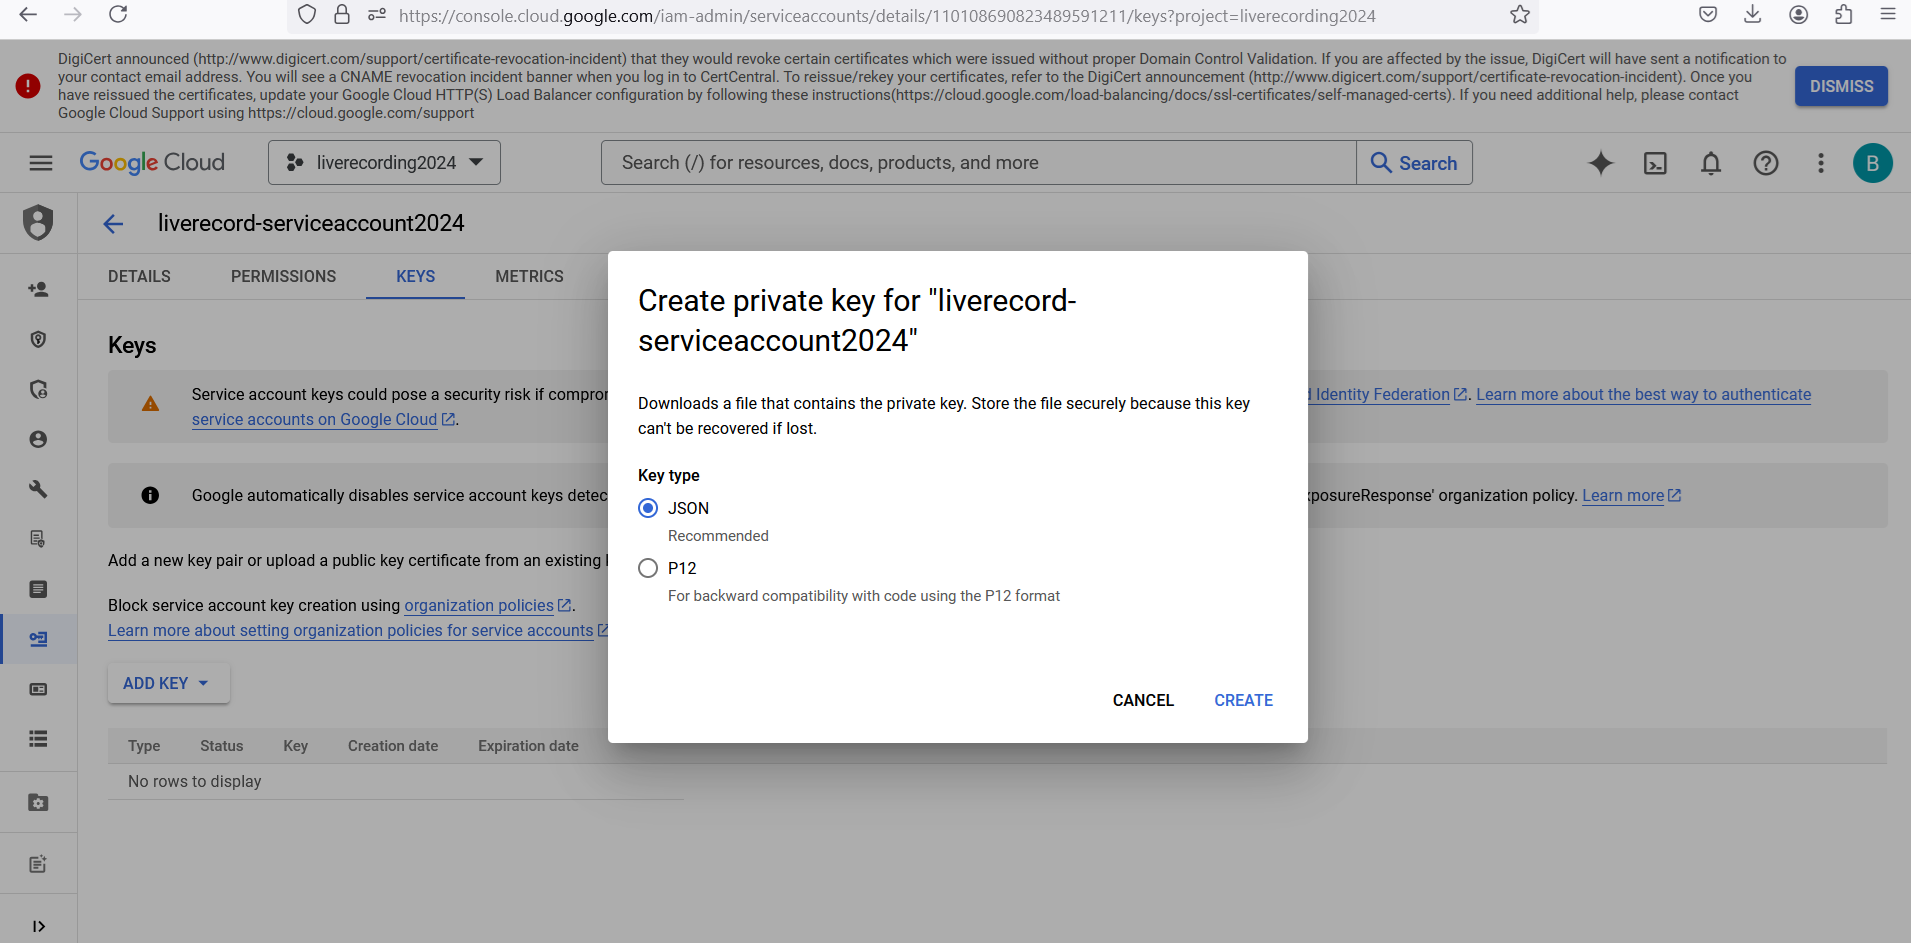 https://console.cloud.google.com/iam-admin/serviceaccounts/details/110108690823489591211/keys?project=liverecording2024
DigiCert announced (http://www.digicert.com/support/certificate-revocation-incident) that they would revoke certain certificates which were issued without proper Domain Control Validation. If you are affected by the issue, DigiCert will have sent a notification to
your contact email address. You will see a CNAME revocation incident banner when you log in to CertCentral. To reissue/rekey your certificates, refer to the DigiCert announcement (http://www.digicert.com/support/certificate-revocation-incident). Once you
have reissued the certificates, update your Google Cloud HTTP(S) Load Balancer configuration by following these instructions(https://cloud.google.com/load-balancing/docs/ssl-certificates/self-managed-certs). If you need additional help, please contact
Google Cloud Support using https://cloud.google.com/support
DISMISS
Google Cloud
liverecording2024
Search (/) for resources, docs, products, and more
Search
B
liverecord-serviceaccount2024
DETAILS PERMISSIONS KEYS METRICS
Keys
Service account keys could pose a security risk if
Identity Federation. Learn more about the best way to authenticate
service accounts on Google Cloud.
Google automatically disables service account keys
organization policy. Learn more
Add a new key pair or upload a public key certificate from an existing
Block service account key creation using organization policies.
Learn more about setting organization policies for service accounts
ADD KEY
Type Status Key Creation date Expiration date
No rows to display
Create private key for "liverecord-
serviceaccount2024"
Downloads a file that contains the private key. Store the file securely because this key
can't be recovered if lost.
Key type
JSON
Recommended
P12
For backward compatibility with code using the P12 format
CANCEL CREATE